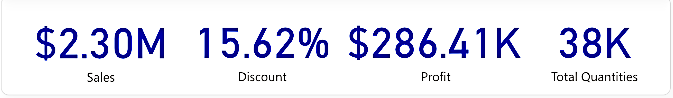 $2.30M 15.62% $286.41K 38K
Sales Discount Profit Total Quantities